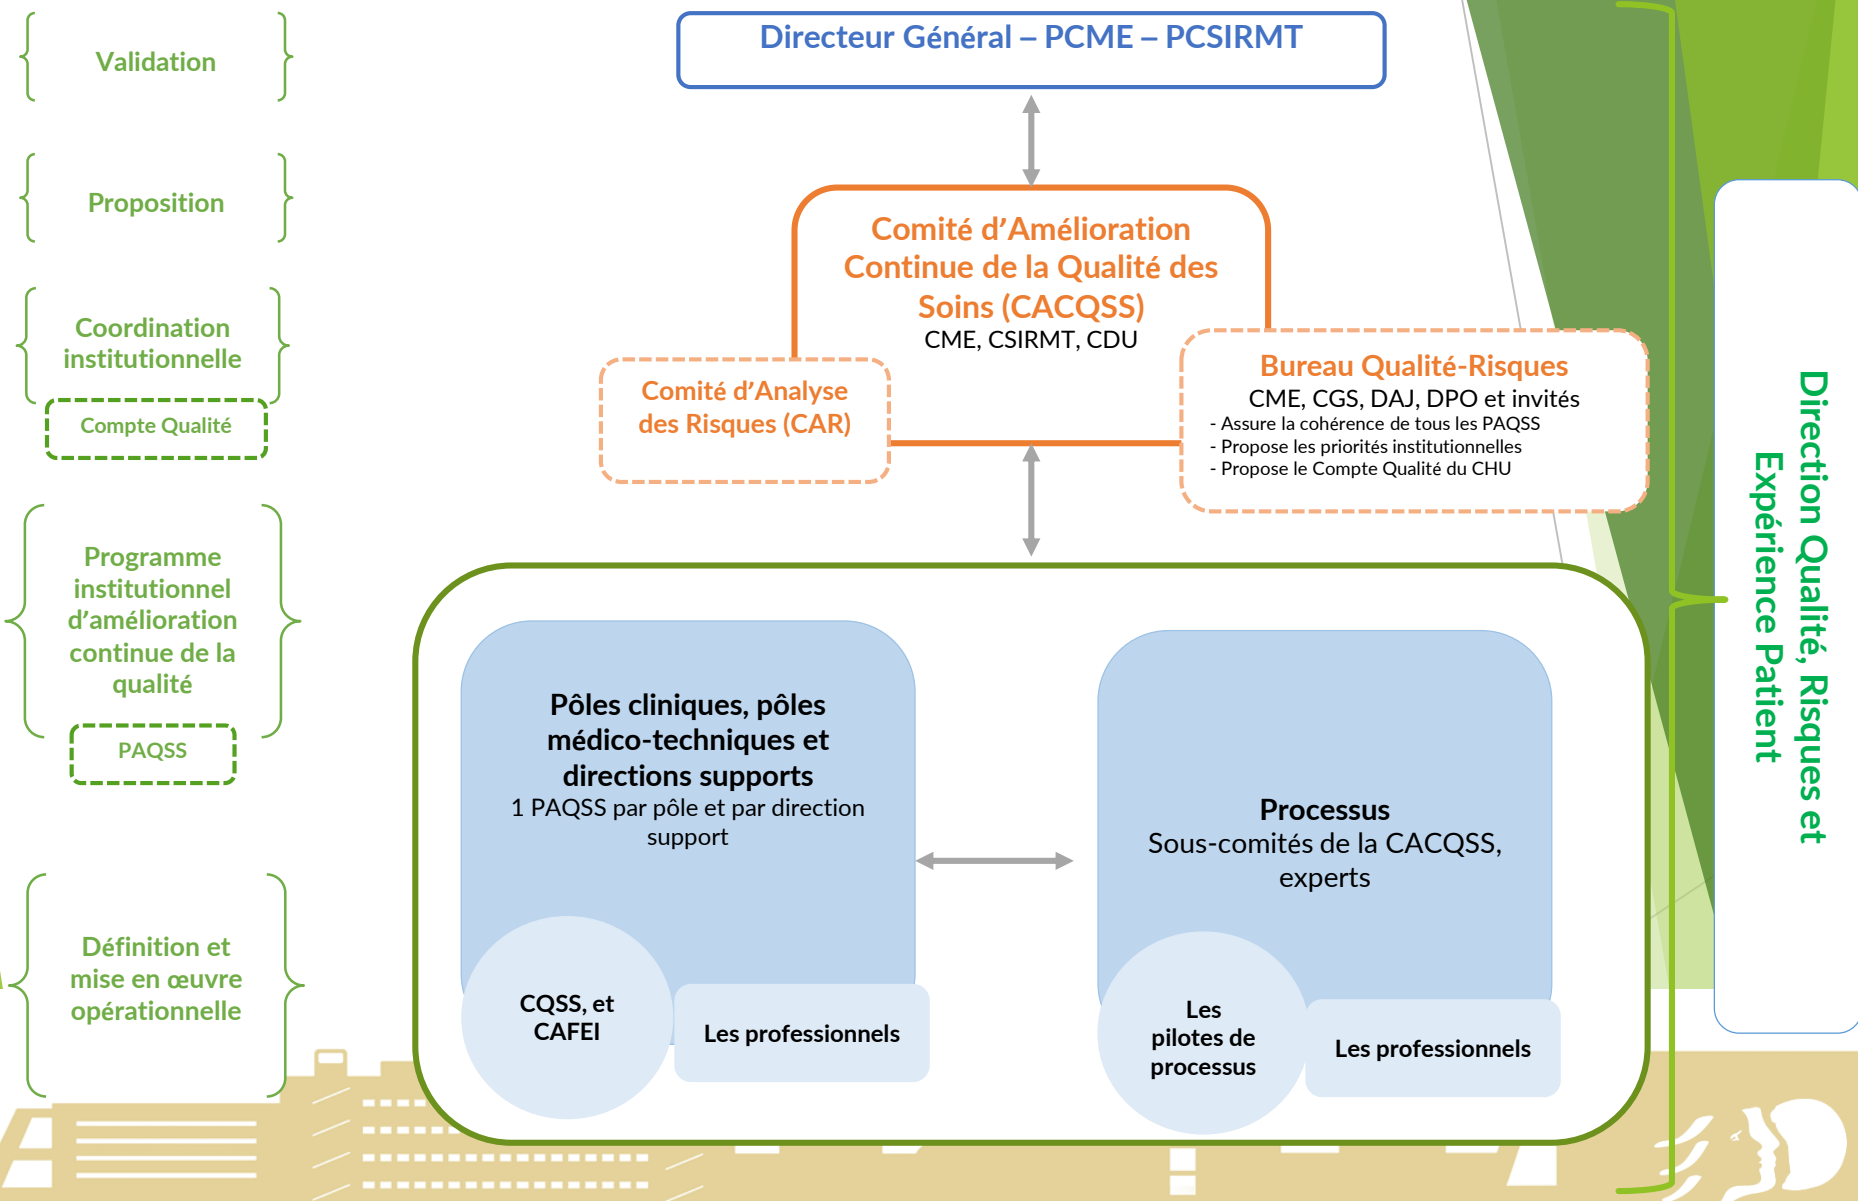 Validation
Proposition
Coordination
institutionnelle
Compte Qualité
Programme
institutionnel
d’amélioration
continue de la
qualité
PAQSS
Définition et
mise en œuvre
opérationnelle
Directeur Général – PCME – PCSIRMT
Comité d’Amélioration
Continue de la Qualité des
Soins (CACQSS)
CME, CSIRMT, CDU
Comité d’Analyse
des Risques (CAR)
Bureau Qualité-Risques
CME, CGS, DAJ, DPO et invités
- Assure la cohérence de tous les PAQSS
- Propose les priorités institutionnelles
- Propose le Compte Qualité du CHU
Pôles cliniques, pôles
médico-techniques et
directions supports
1 PAQSS par pôle et par direction
support
CQSS, et
CAFEI
Les professionnels
Processus
Sous-comités de la CACQSS,
experts
Les
pilotes de
processus
Les professionnels
Direction Qualité, Risques et
Expérience Patient